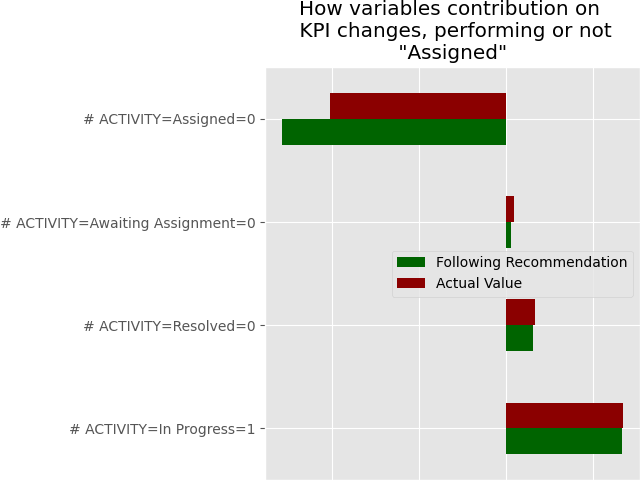 How variables contribution on
KPI changes, performing or not
"Assigned"
# ACTIVITY=Assigned=0
# ACTIVITY=Awaiting Assignment=0
Following Recommendation
Actual Value
# ACTIVITY=Resolved=0
# ACTIVITY=In Progress=1